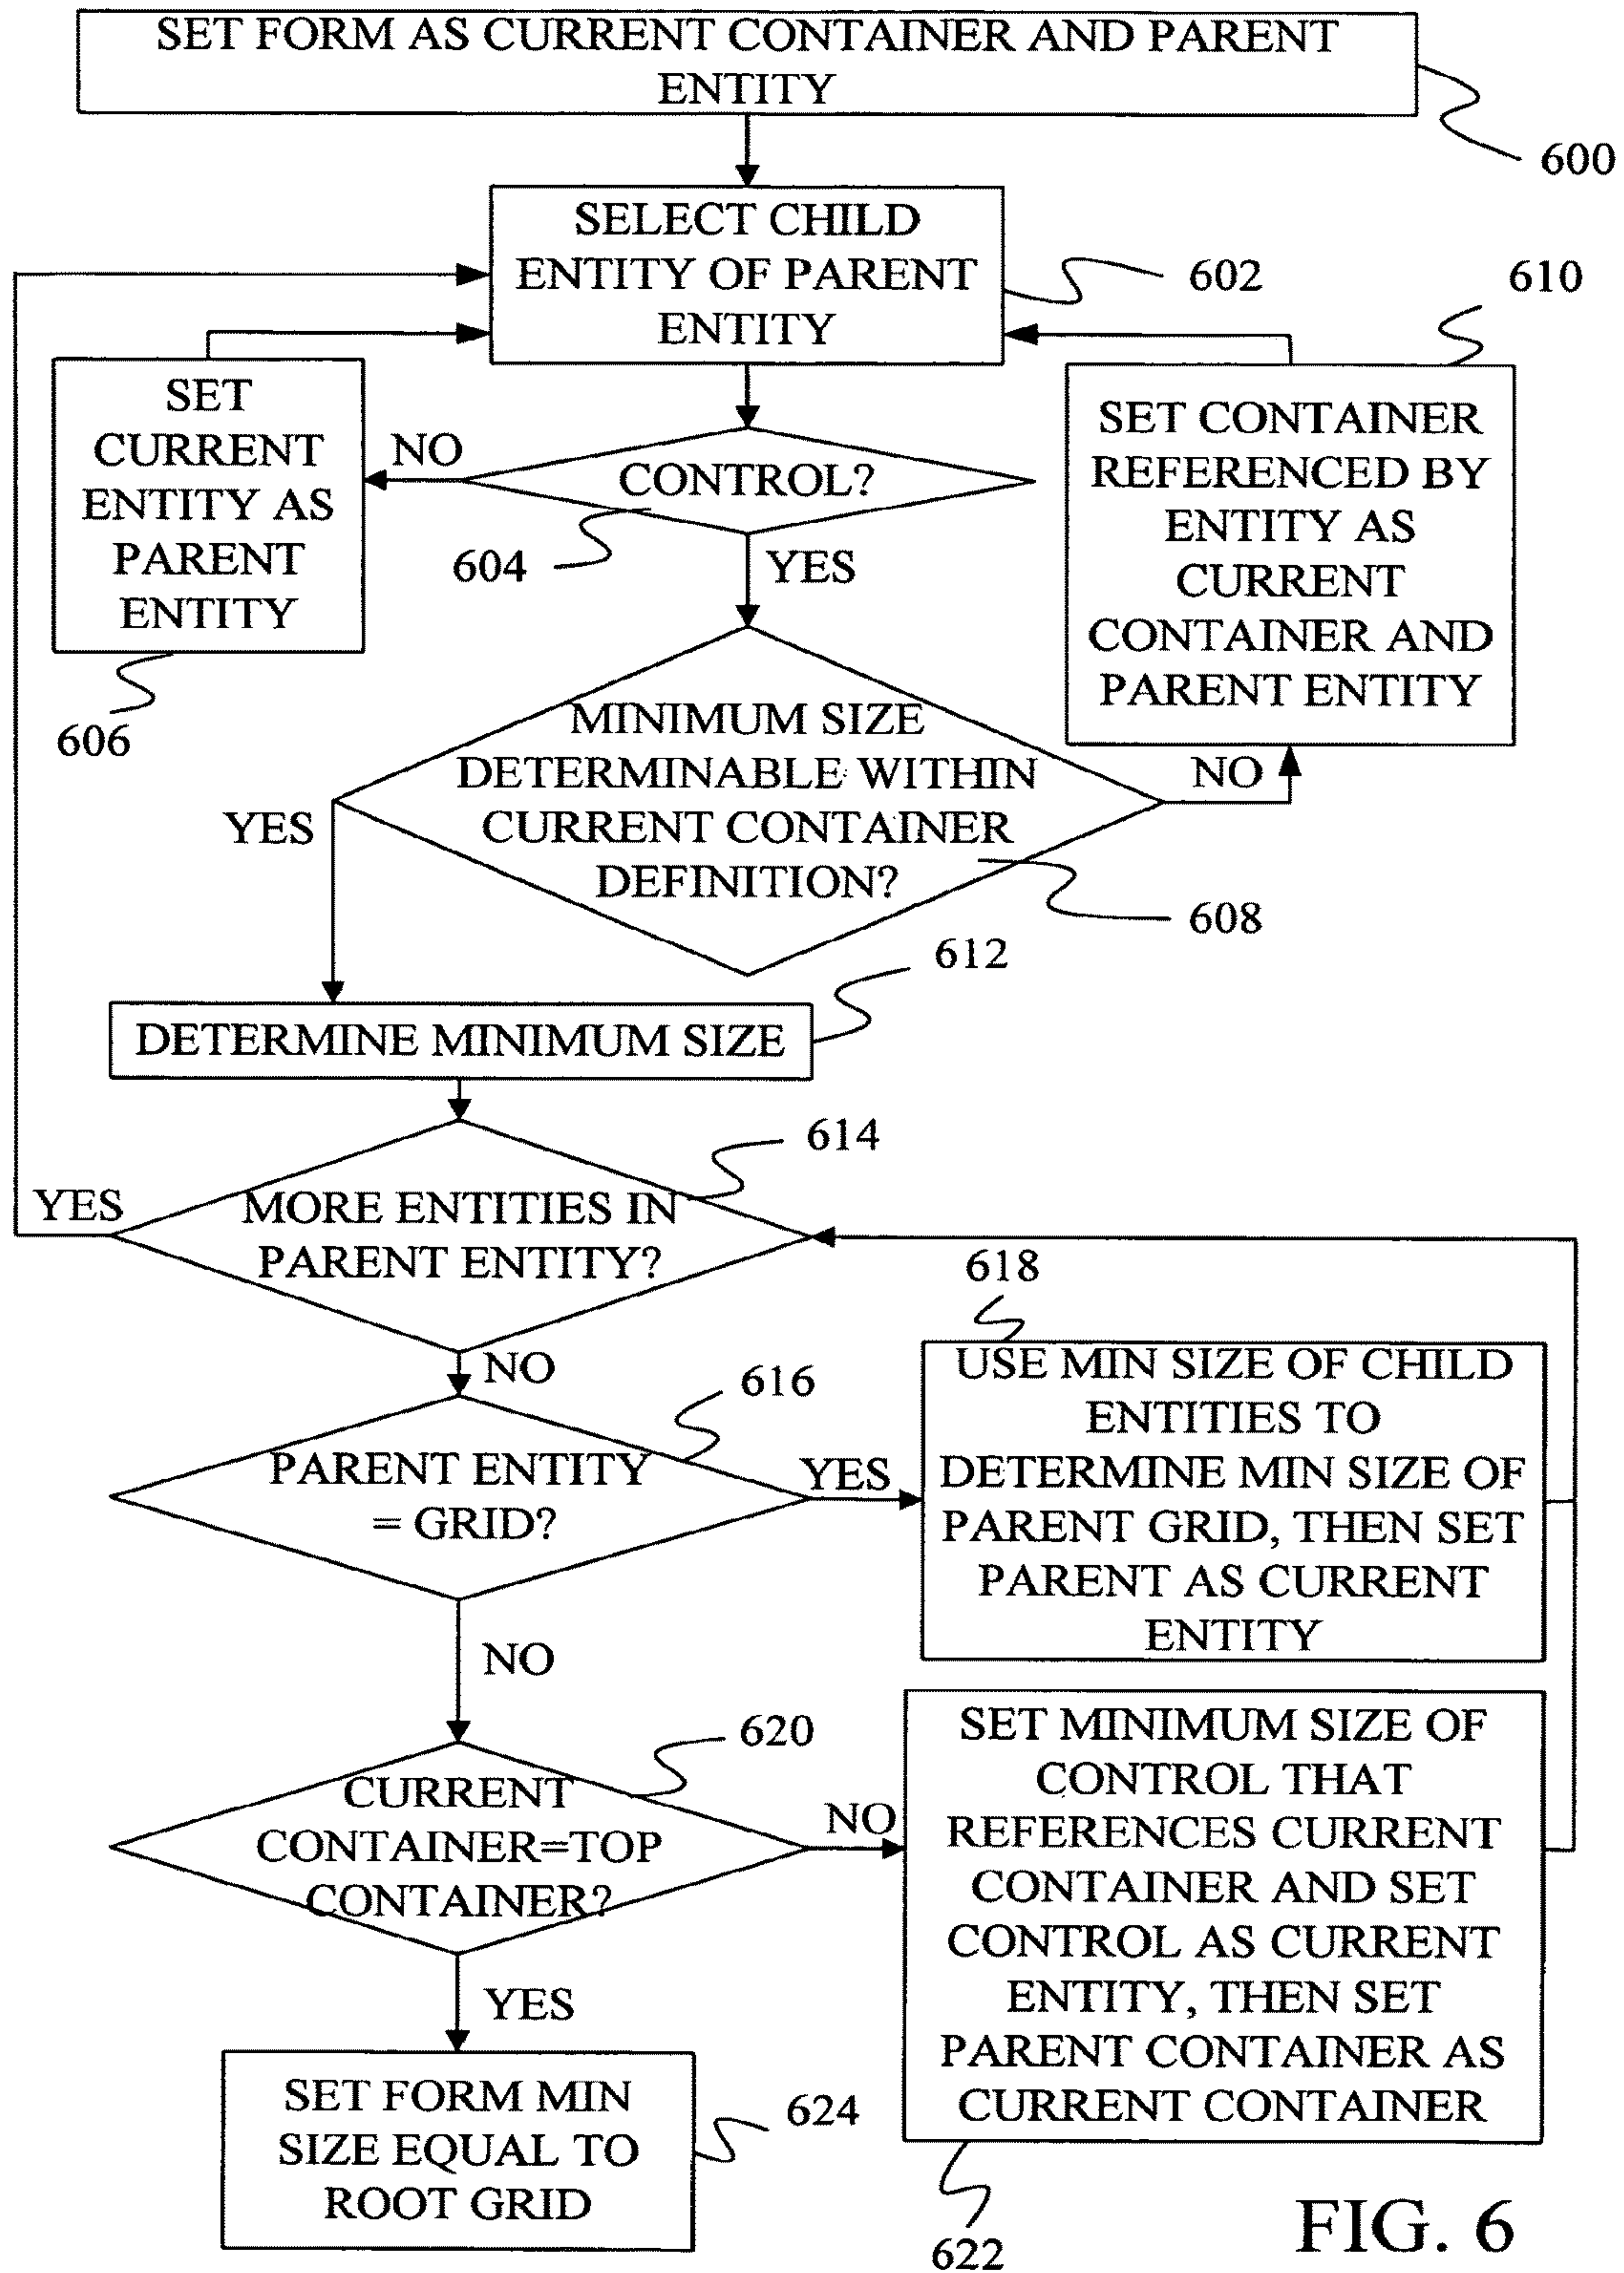 SET FORM AS CURRENT CONTAINER AND PARENT
ENTITY
600
SELECT CHILD
ENTITY OF PARENT
ENTITY
602
610
SET
CURRENT
ENTITY AS
PARENT
ENTITY
606
NO
CONTROL?
604
YES
SET CONTAINER
REFERENCED BY
ENTITY AS
CURRENT
CONTAINER AND
PARENT ENTITY
MINIMUM SIZE
DETERMINABLE WITHIN
CURRENT CONTAINER
DEFINITION?
NO
YES
608
612
DETERMINE MINIMUM SIZE
614
YES
MORE ENTITIES IN
PARENT ENTITY?
618
NO
616
PARENT ENTITY
= GRID?
YES
USE MIN SIZE OF CHILD
ENTITIES TO
DETERMINE MIN SIZE OF
PARENT GRID, THEN SET
PARENT AS CURRENT
ENTITY
NO
620
CURRENT
CONTAINER=TOP
CONTAINER?
NO
SET MINIMUM SIZE OF
CONTROL THAT
REFERENCES CURRENT
CONTAINER AND SET
CONTROL AS CURRENT
ENTITY, THEN SET
PARENT CONTAINER AS
CURRENT CONTAINER
YES
SET FORM MIN
SIZE EQUAL TO
ROOT GRID
624
622
FIG. 6